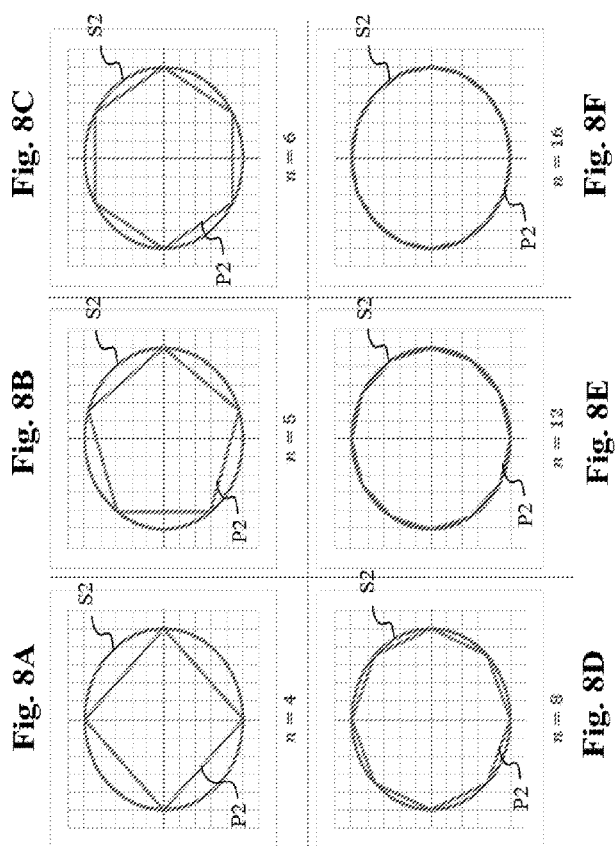 Fig. 8A
S2
P2
n = 4
Fig. 8B
S2
P2
n = 5
Fig. 8C
S2
P2
n = 6
S2
P2
n = 8
Fig. 8D
S2
P2
n = 12
Fig. 8E
S2
P2
n = 16
Fig. 8F